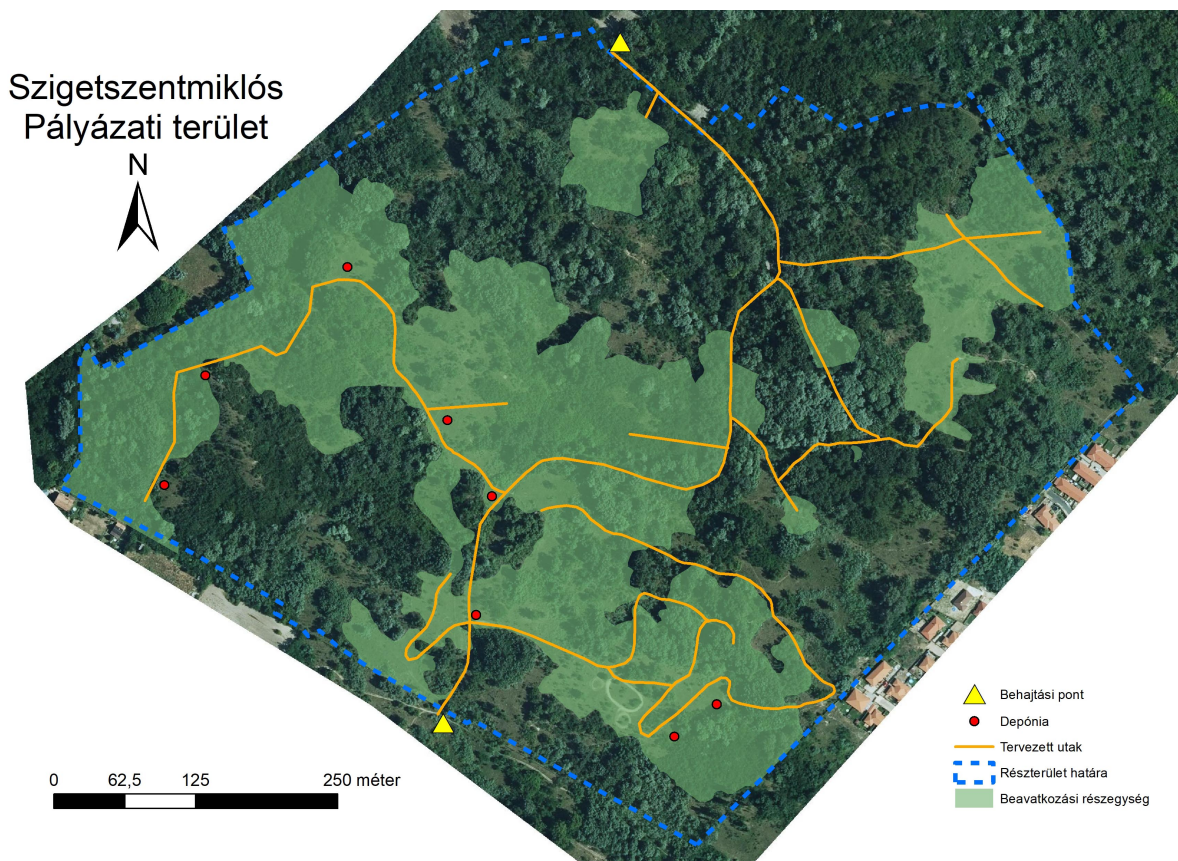 Szigetszentmiklós
Pályázati terület
N
0 62,5 125 250 méter
Behajtási pont
Depónia
Tervezett utak
Részterület határa
Beavatkozási részegység